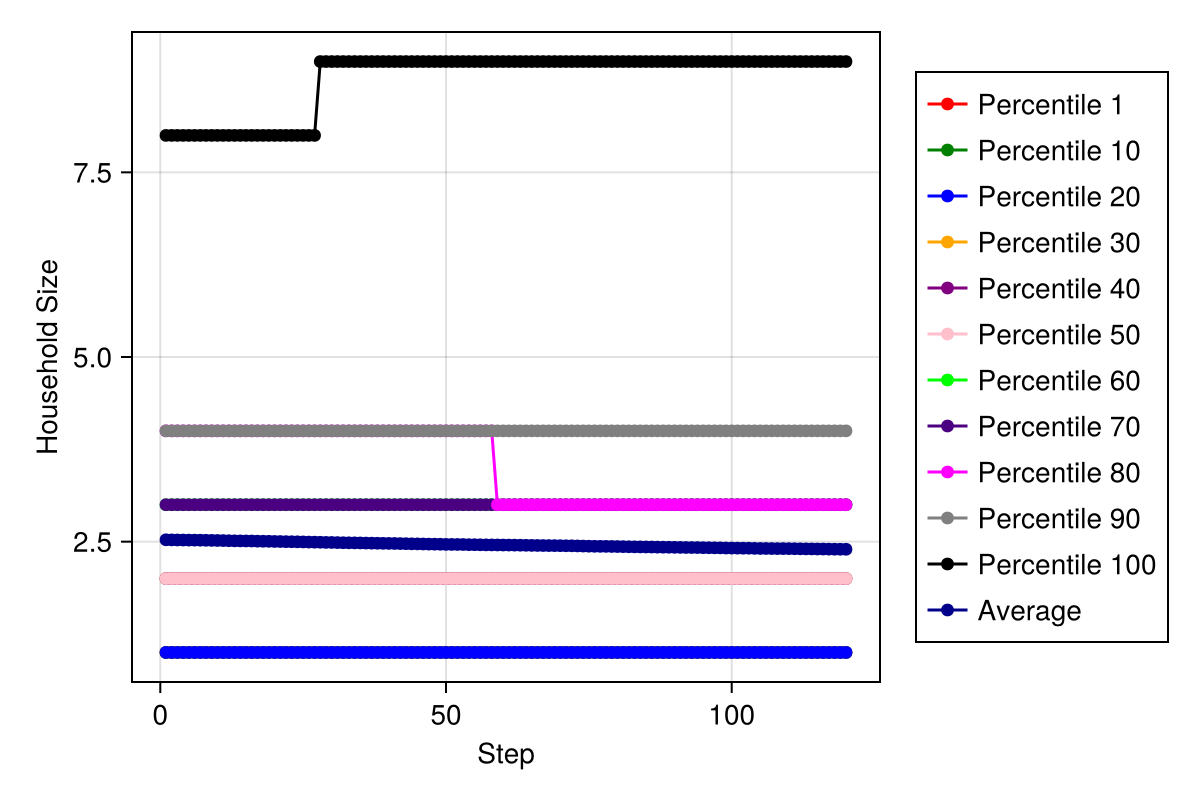 7.5
5.0
2.5
Household Size
0
50
100
Step
Percentile 1
Percentile 10
Percentile 20
Percentile 30
Percentile 40
Percentile 50
Percentile 60
Percentile 70
Percentile 80
Percentile 90
Percentile 100
Average